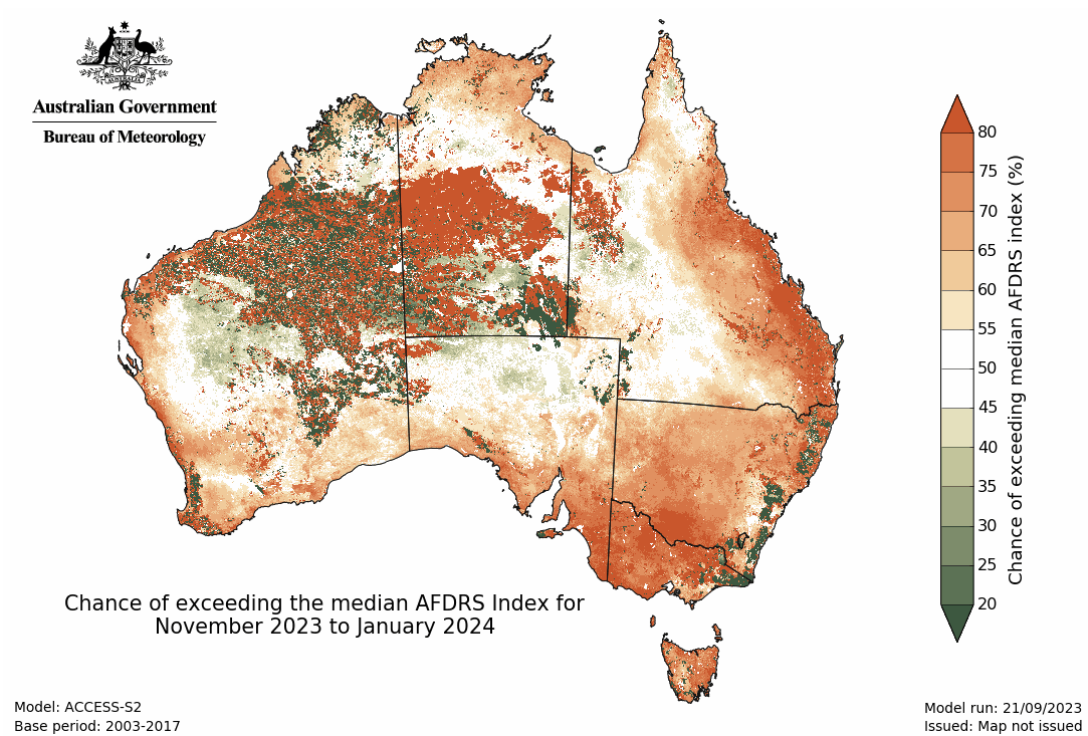 Australian Government
Bureau of Meteorology
80
75
70
65
60
55
50
45
40
35
30
25
20
Chance of exceeding median AFDRS index (%)
Chance of exceeding the median AFDRS Index for
November 2023 to January 2024
Model: ACCESS-S2
Base period: 2003-2017
Model run: 21/09/2023
Issued: Map not issued